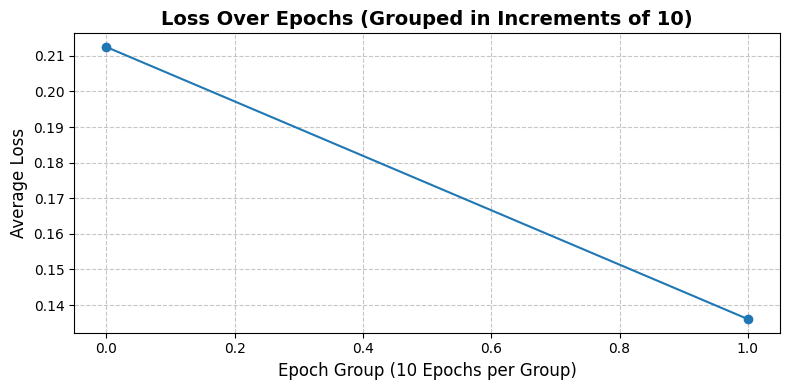 Loss Over Epochs (Grouped in Increments of 10)
0.21
0.20
0.19
0.18
0.17
0.16
0.15
0.14
Average Loss
0.0 0.2 0.4 0.6 0.8 1.0
Epoch Group (10 Epochs per Group)